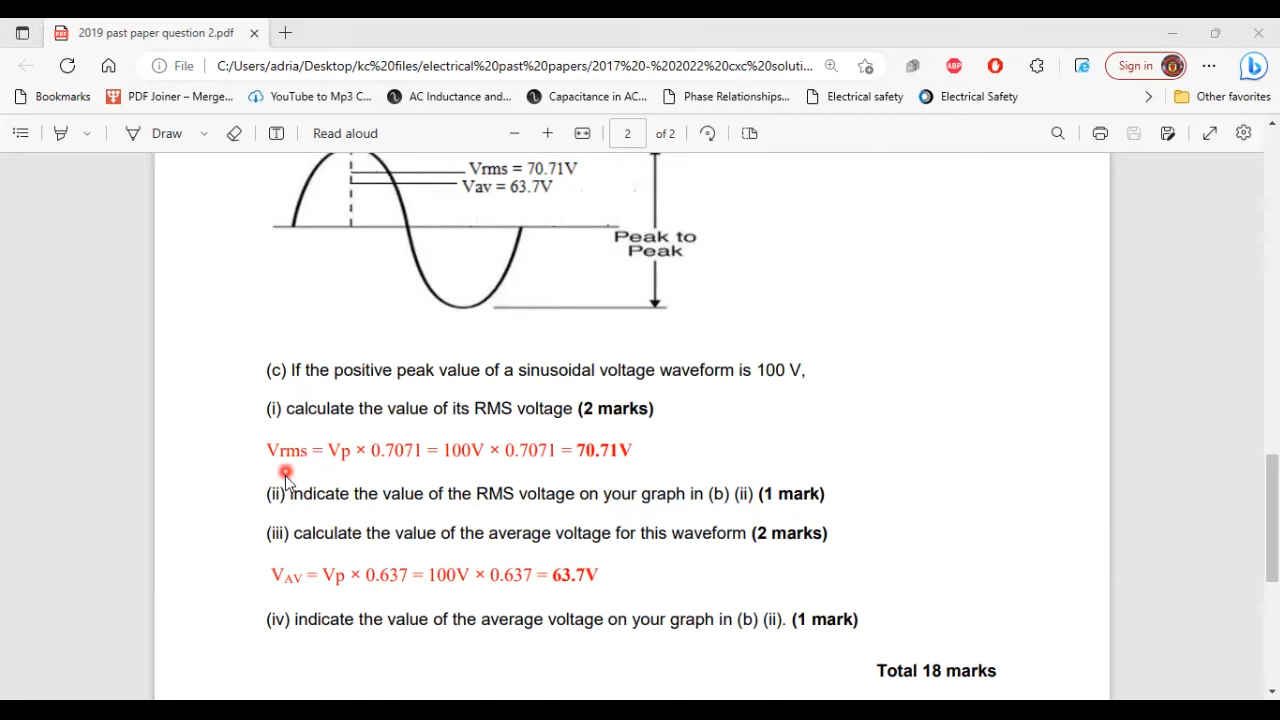 2019 past paper question 2.pdf
File
C:/Users/adria/Desktop/kc%20files/electrical%20past%20papers/2017%20-%202022%20cxc%20soluti...
ABP
Sign in
Bookmarks
PDF Joiner – Merge...
YouTube to Mp3 C...
AC Inductance and...
Capacitance in AC...
Phase Relationships...
Electrical safety
Electrical Safety
Other favorites
Draw
Read aloud
2 of 2
Vrms = 70.71V
Vav = 63.7V
Peak to
Peak
(c) If the positive peak value of a sinusoidal voltage waveform is 100 V,
(i) calculate the value of its RMS voltage (2 marks)
Vrms = Vp × 0.7071 = 100V × 0.7071 = 70.71V
(ii) indicate the value of the RMS voltage on your graph in (b) (ii) (1 mark)
(iii) calculate the value of the average voltage for this waveform (2 marks)
VAV = Vp × 0.637 = 100V × 0.637 = 63.7V
(iv) indicate the value of the average voltage on your graph in (b) (ii). (1 mark)
Total 18 marks